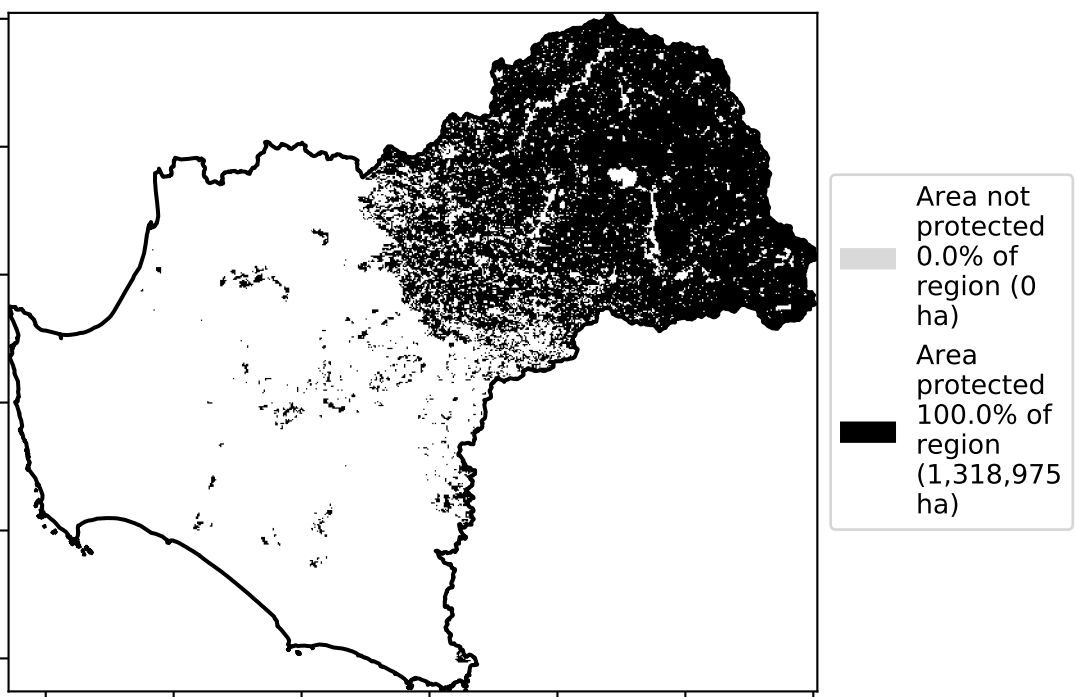 Area not
protected
0.0% of
region (0
ha)
Area
protected
100.0% of
region
(1,318,975
ha)